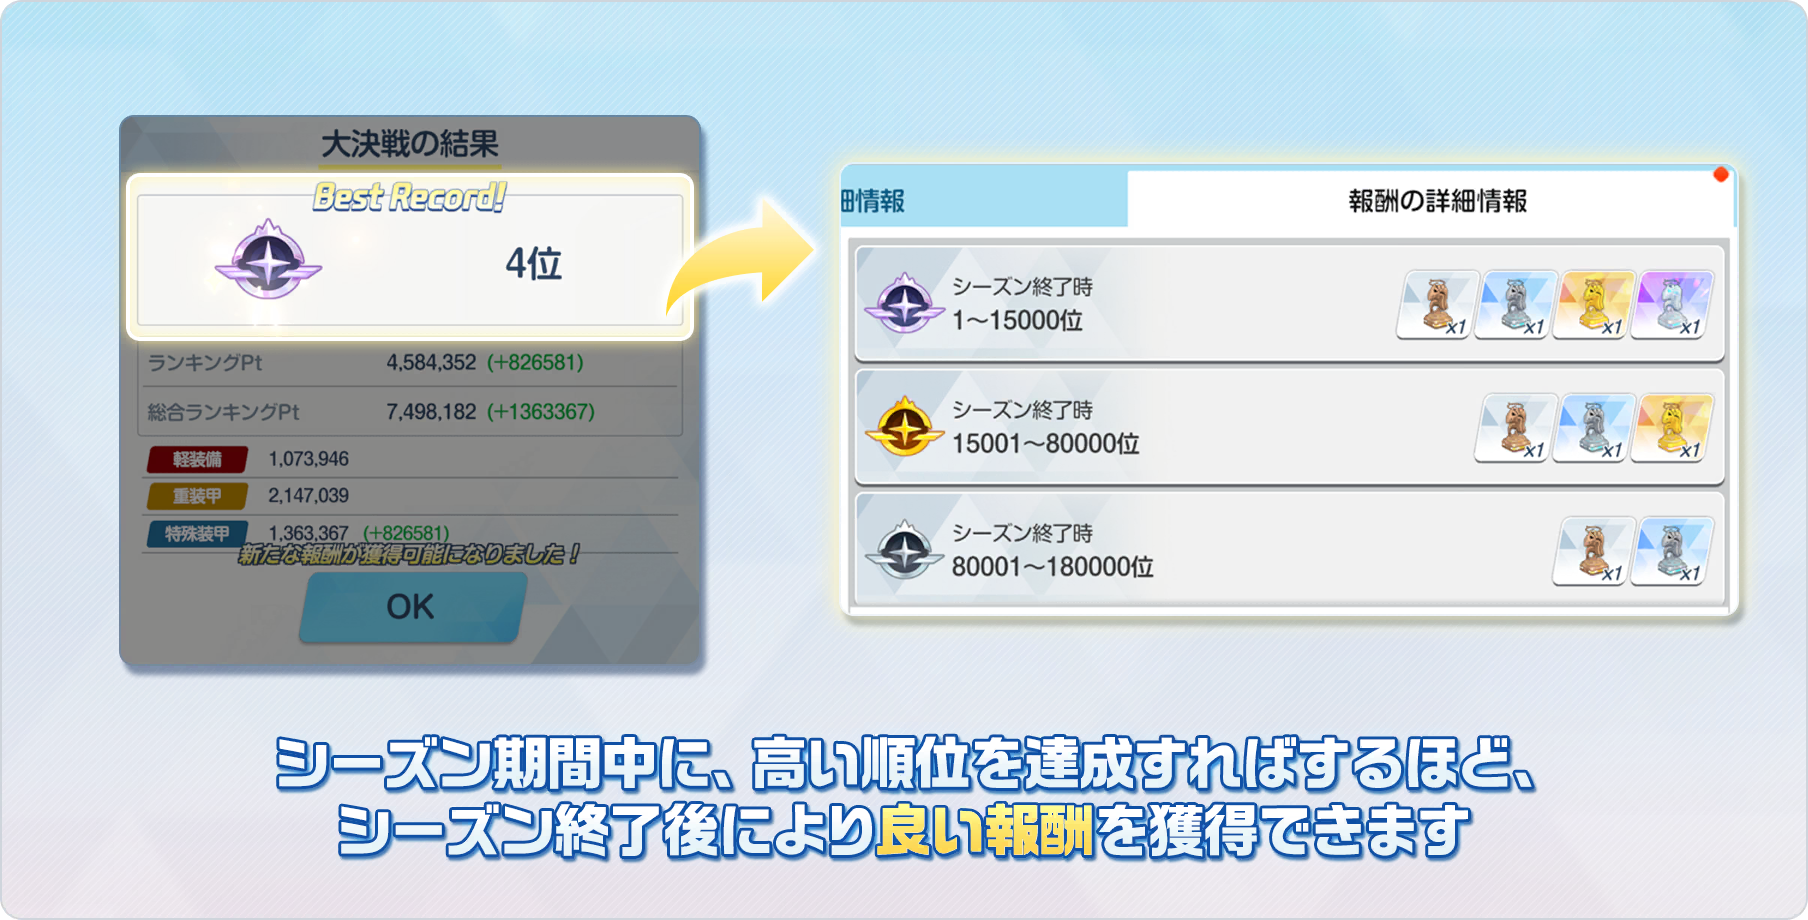 大決戦の結果
Best Record!
4位
ランキングPt 4,584,352 (+826581)
総合ランキングPt 7,498,182 (+1363367)
軽装備 1,073,946
重装甲 2,147,039
特殊装甲 1,363,367 (+826581)
新たな報酬が獲得可能になりました！
OK
細情報
報酬の詳細情報
シーズン終了時
1～15000位
x1 x1 x1 x1
シーズン終了時
15001～80000位
x1 x1 x1
シーズン終了時
80001～180000位
x1 x1
シーズン期間中に、高い順位を達成すればするほど、
シーズン終了後により良い報酬を獲得できます